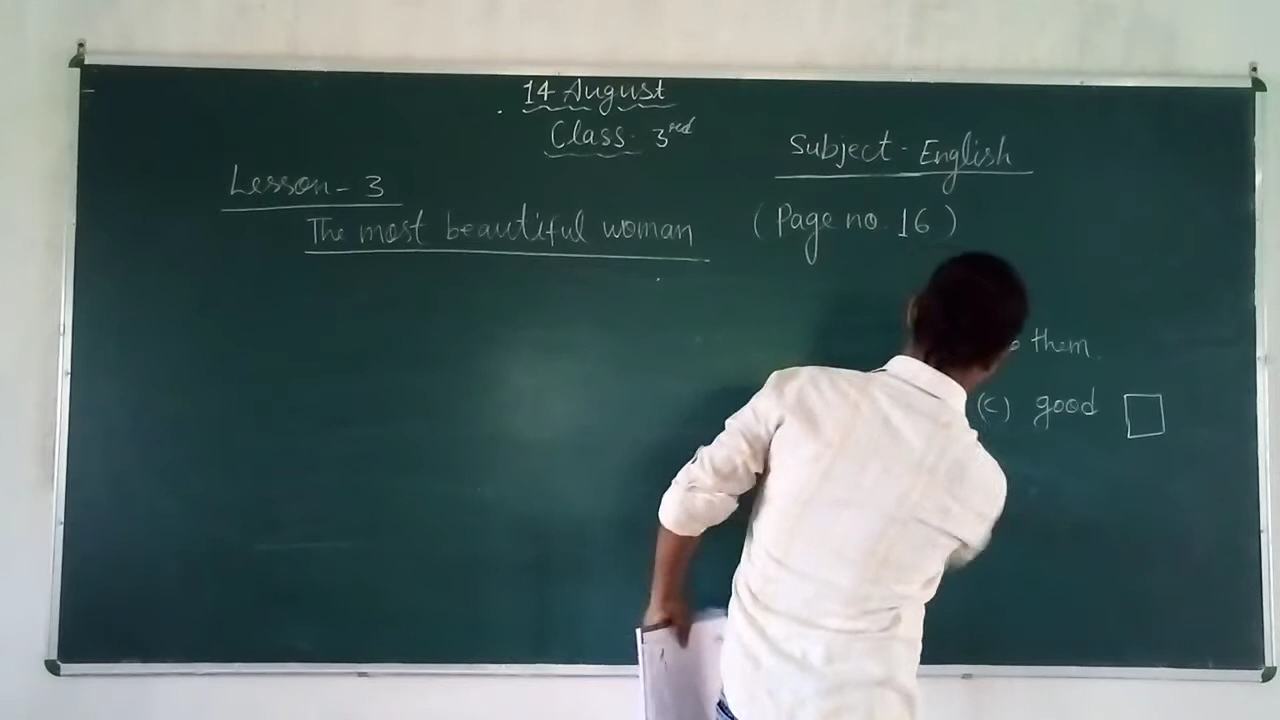 14 August
Class. 3rd
Subject - English
Lesson - 3
The most beautiful woman (Page no. 16)
them.
(c) good